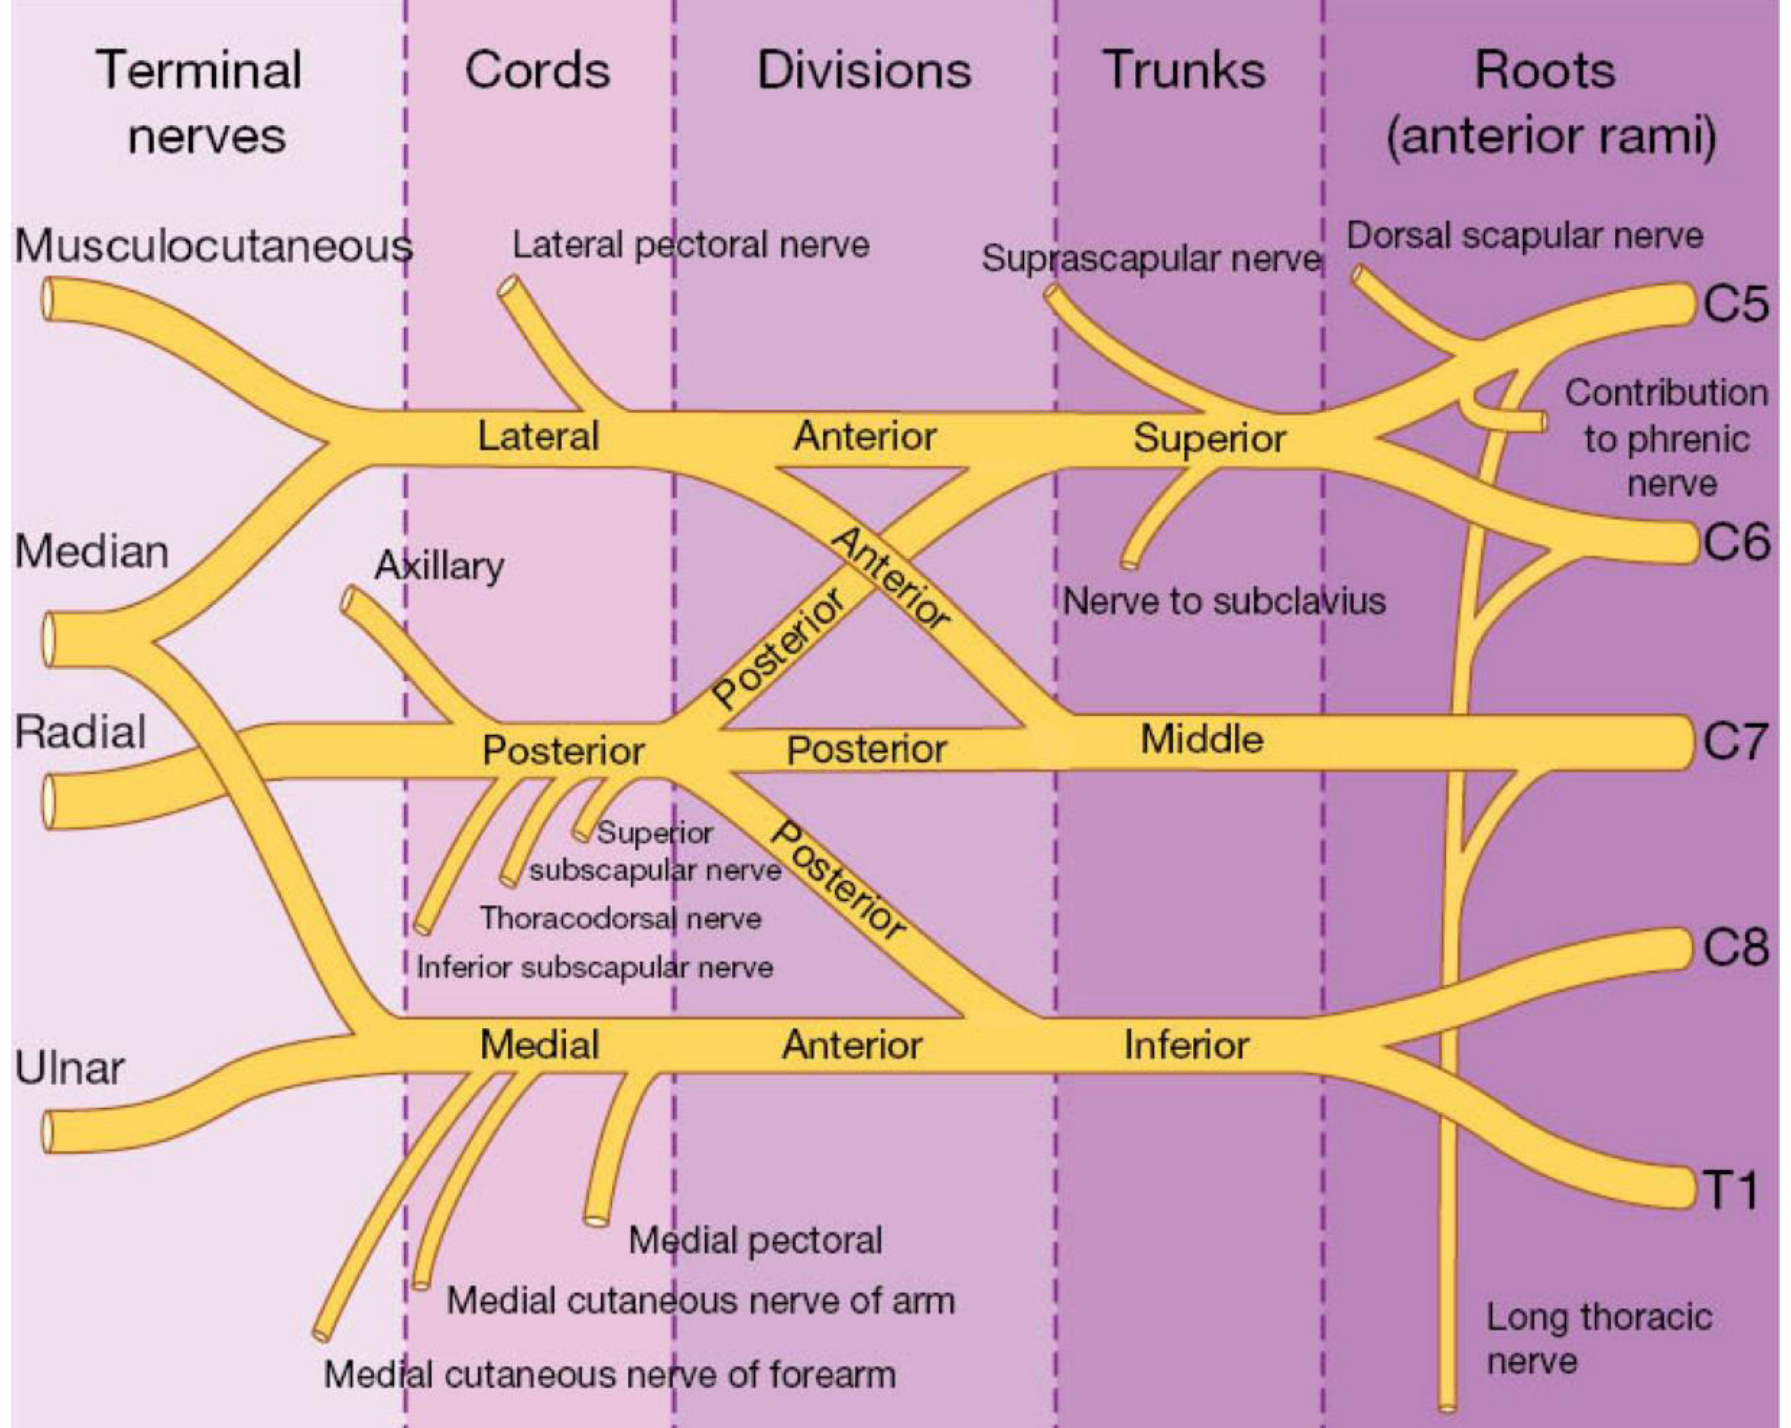 Terminal
nerves
Cords
Divisions
Trunks
Roots
(anterior rami)
Musculocutaneous
Lateral pectoral nerve
Suprascapular nerve
Dorsal scapular nerve
C5
Contribution
to phrenic
nerve
Lateral
Anterior
Superior
Median
Axillary
Anterior
Posterior
C6
Nerve to subclavius
Radial
Posterior
Posterior
Middle
C7
Superior
subscapular nerve
Thoracodorsal nerve
Inferior subscapular nerve
Posterior
C8
Ulnar
Medial
Anterior
Inferior
T1
Medial pectoral
Medial cutaneous nerve of arm
Medial cutaneous nerve of forearm
Long thoracic
nerve